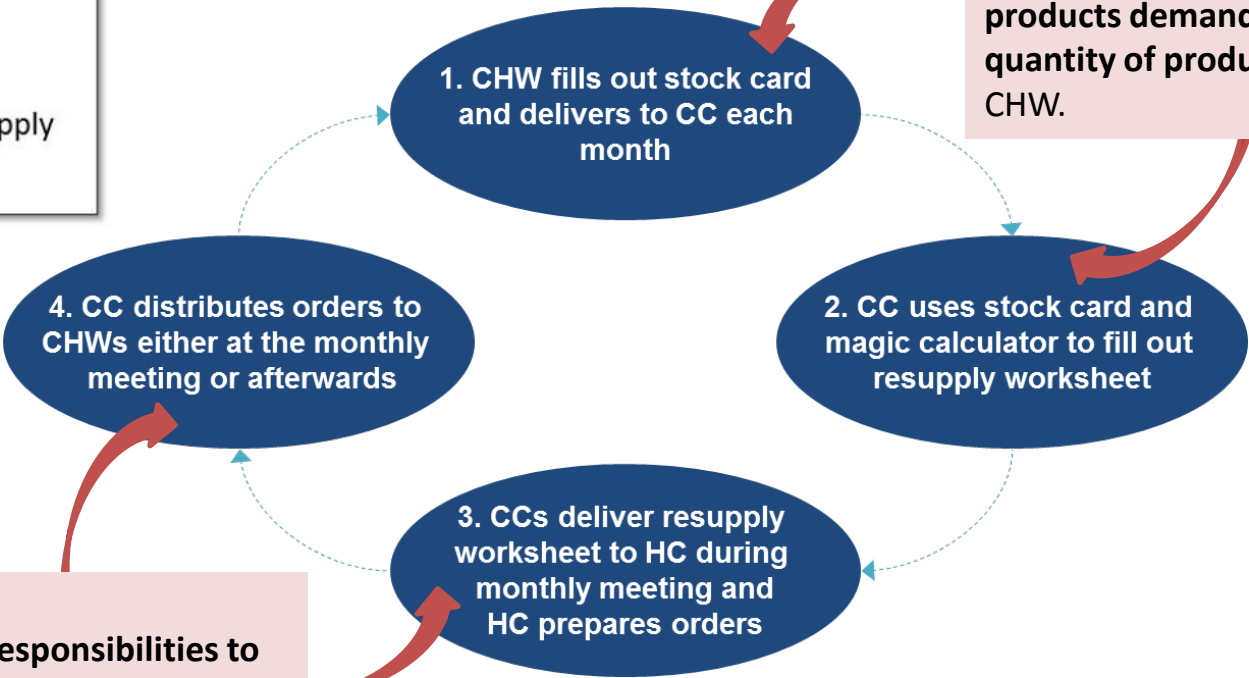 products demand
quantity of produ
CHW.
pply
1. CHW fills out stock card
and delivers to CC each
month
2. CC uses stock card and
magic calculator to fill out
resupply worksheet
3. CCs deliver resupply
worksheet to HC during
monthly meeting and
HC prepares orders
4. CC distributes orders to
CHWs either at the monthly
meeting or afterwards
esponsibilities to